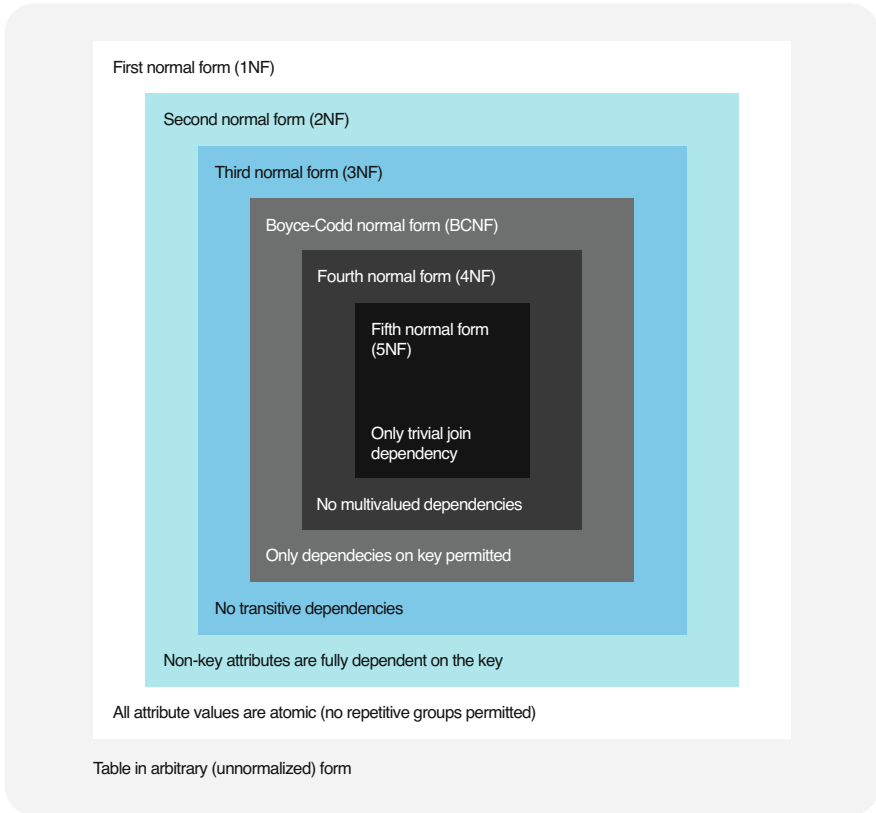 First normal form (1NF)
Second normal form (2NF)
Third normal form (3NF)
Boyce-Codd normal form (BCNF)
Fourth normal form (4NF)
Fifth normal form
(5NF)
Only trivial join
dependency
No multivalued dependencies
Only dependecies on key permitted
No transitive dependencies
Non-key attributes are fully dependent on the key
All attribute values are atomic (no repetitive groups permitted)
Table in arbitrary (unnormalized) form